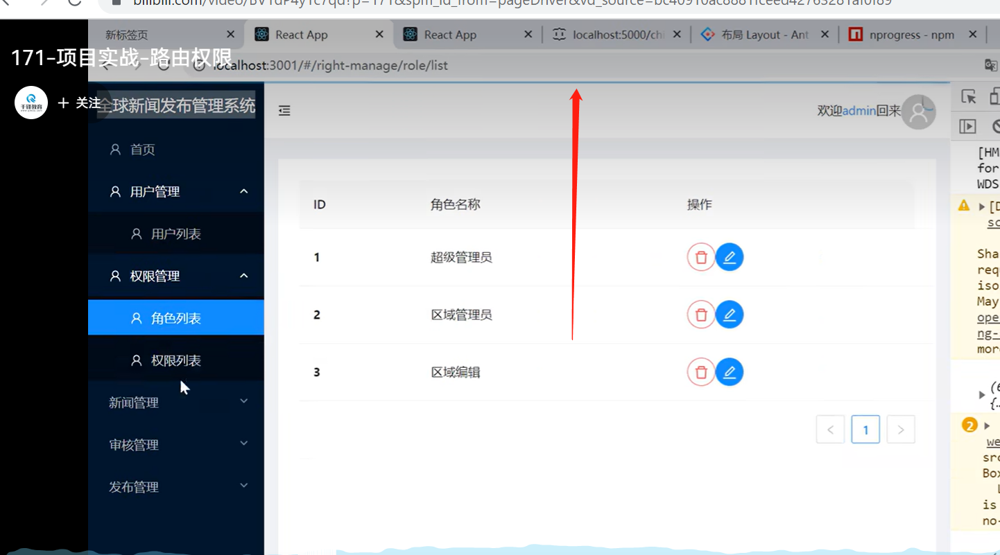 bilibili.com/video/BV1dP4y1c7qd?p=171&spm_id_from=pageDriver&vd_source=bc40910ac8881fceed42763281af0f89
新标签页
React App
React App
localhost:5000/chi
布局 Layout - Ant
nprogress - npm
171-项目实战-路由权限
localhost:3001/#/right-manage/role/list
千锋教育
+ 关注
全球新闻发布管理系统
欢迎admin回来
首页
用户管理
用户列表
权限管理
角色列表
权限列表
新闻管理
审核管理
发布管理
ID 角色名称 操作
1 超级管理员
2 区域管理员
3 区域编辑
< 1 >
[HM
for
WDS
[D
sc
Sha
req
iso
May
ope
ng-
mor
(6
{…
2
we
src
Box
is
no-